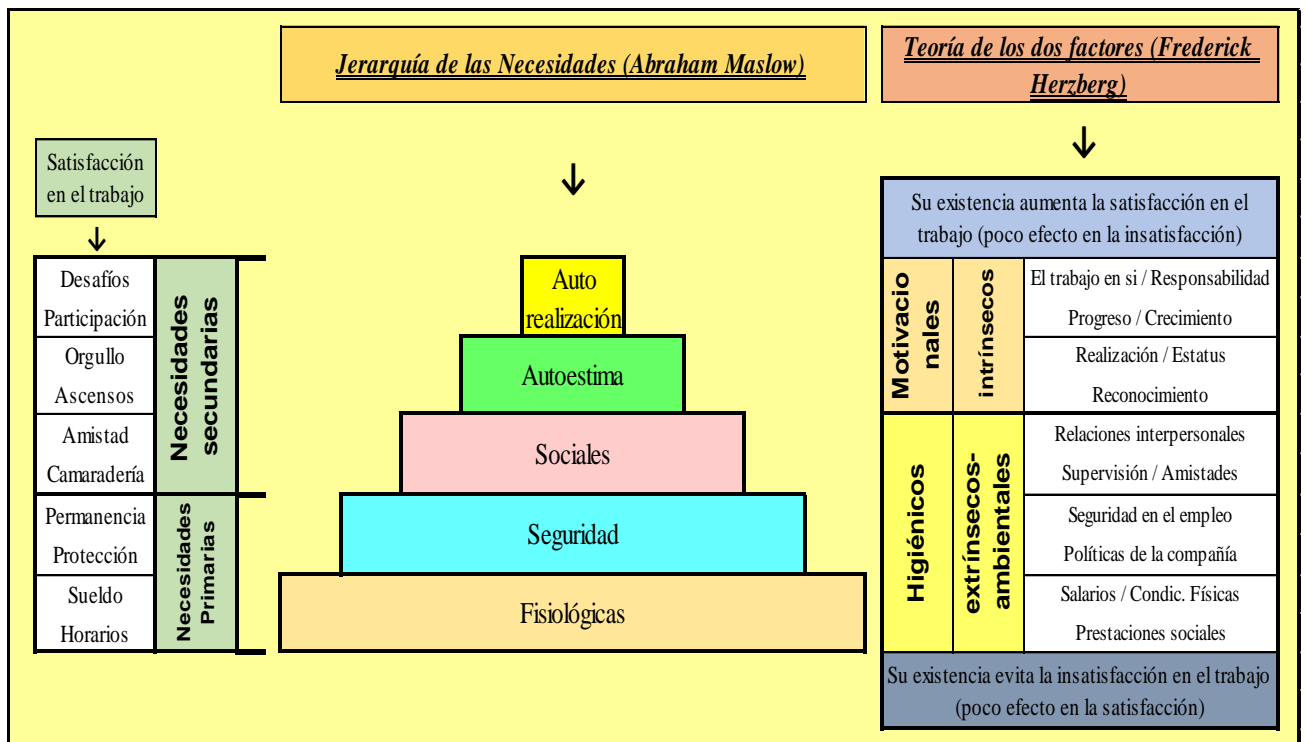 Jerarquía de las Necesidades (Abraham Maslow)
Teoría de los dos factores (Frederick
Herzberg)
Satisfacción
en el trabajo
Desafíos
Participación
Orgullo
Ascensos
Amistad
Camaradería
Permanencia
Protección
Sueldo
Horarios
Necesidades
secundarias
Necesidades
Primarias
Auto
realización
Autoestima
Sociales
Seguridad
Fisiológicas
Su existencia aumenta la satisfacción en el
trabajo (poco efecto en la insatisfacción)
Motivacio
nales
intrínsecos
El trabajo en si / Responsabilidad
Progreso / Crecimiento
Realización / Estatus
Reconocimiento
Higiénicos
extrínsecos-
ambientales
Relaciones interpersonales
Supervisión / Amistades
Seguridad en el empleo
Políticas de la compañía
Salarios / Condic. Físicas
Prestaciones sociales
Su existencia evita la insatisfacción en el trabajo
(poco efecto en la satisfacción)